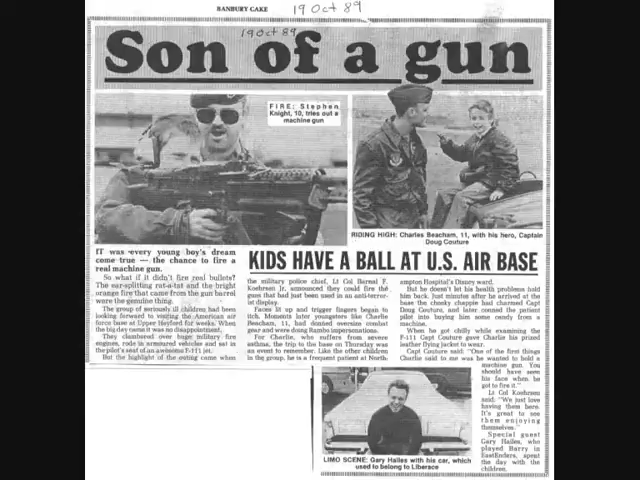 BANBURY CAKE
19 Oct 89
19 Oct 89
Son of a gun
FIRE: Stephen
Knight, 10, tries out a
machine gun
RIDING HIGH: Charles Beacham, 11, with his hero, Captain
Doug Couture
KIDS HAVE A BALL AT U.S. AIR BASE
IT was every young boy's dream
come true — the chance to fire a
real machine gun.
So what if it didn't fire real bullets?
The ear-splitting rat-a-tat and the bright
orange fire that came from the gun barrel
were the genuine thing.
The group of seriously ill children had been
looking forward to visiting the American air
force base at Upper Heyford for weeks. When
the big day came it was no disappointment.
They clambered over huge military fire
engines, rode in armoured vehicles and sat in
the pilot's seat of an awesome F-111 jet.
But the highlight of the outing came when
the military police chief, Lt Col Bernal F.
Koehrsen Jr, announced they could fire the
guns that had just been used in an anti-terror-
ist display.
Faces lit up and trigger fingers began to
itch. Moments later youngsters like Charlie
Beacham, 11, had donned oversize combat
gear and were doing Rambo impersonations.
For Charlie, who suffers from severe
asthma, the trip to the base on Thursday was
an event to remember. Like the other children
in the group, he is a frequent patient at North-
ampton Hospital's Disney ward.
But he doesn't let his health problems hold
him back. Just minutes after he arrived at the
base the chunky chappie had charmed Capt
Doug Couture, and later conned the patient
pilot into buying him some candy from a
machine.
When he got chilly while examining the
F-111 Capt Couture gave Charlie his prized
leather flying jacket to wear.
Capt Couture said: "One of the first things
Charlie said to me was he wanted to hold a
machine gun. You
should have seen
his face when he
got to fire it."
Lt Col Koehrsen
said: "We just love
having them here.
It's great to see
them enjoying
themselves."
Special guest
Gary Hailes, who
played Barry in
EastEnders, spent
the day with the
children.
LIMO SCENE: Gary Hailes with his car, which
used to belong to Liberace